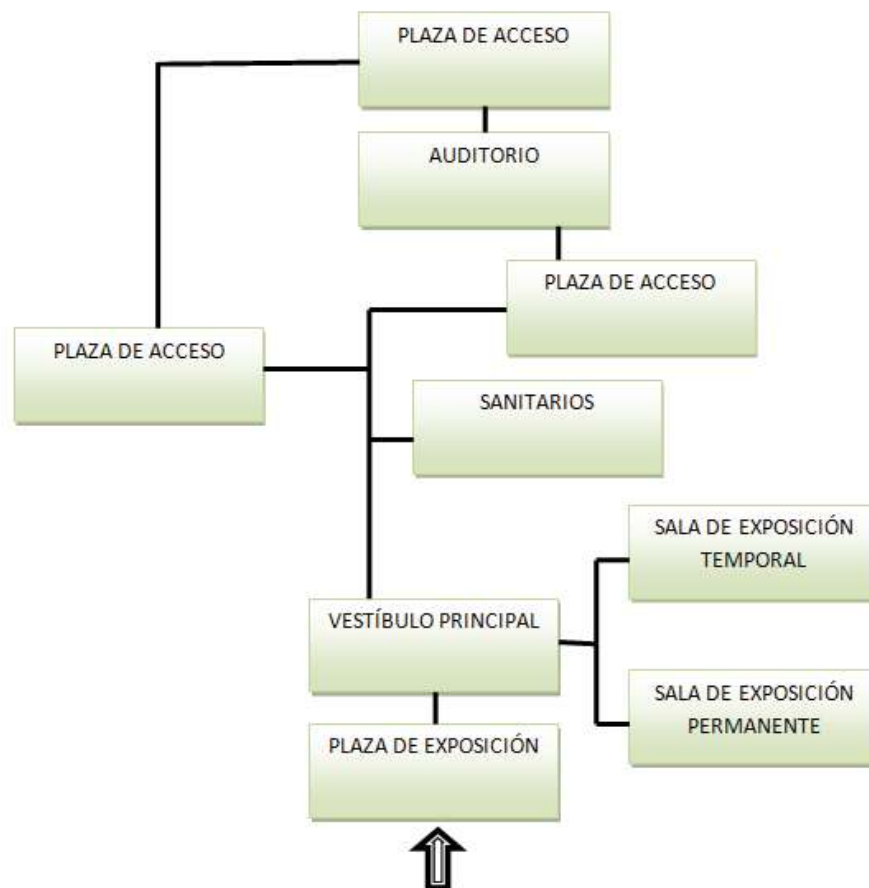 PLAZA DE ACCESO
AUDITORIO
PLAZA DE ACCESO
PLAZA DE ACCESO
SANITARIOS
SALA DE EXPOSICIÓN
TEMPORAL
VESTÍBULO PRINCIPAL
SALA DE EXPOSICIÓN
PERMANENTE
PLAZA DE EXPOSICIÓN